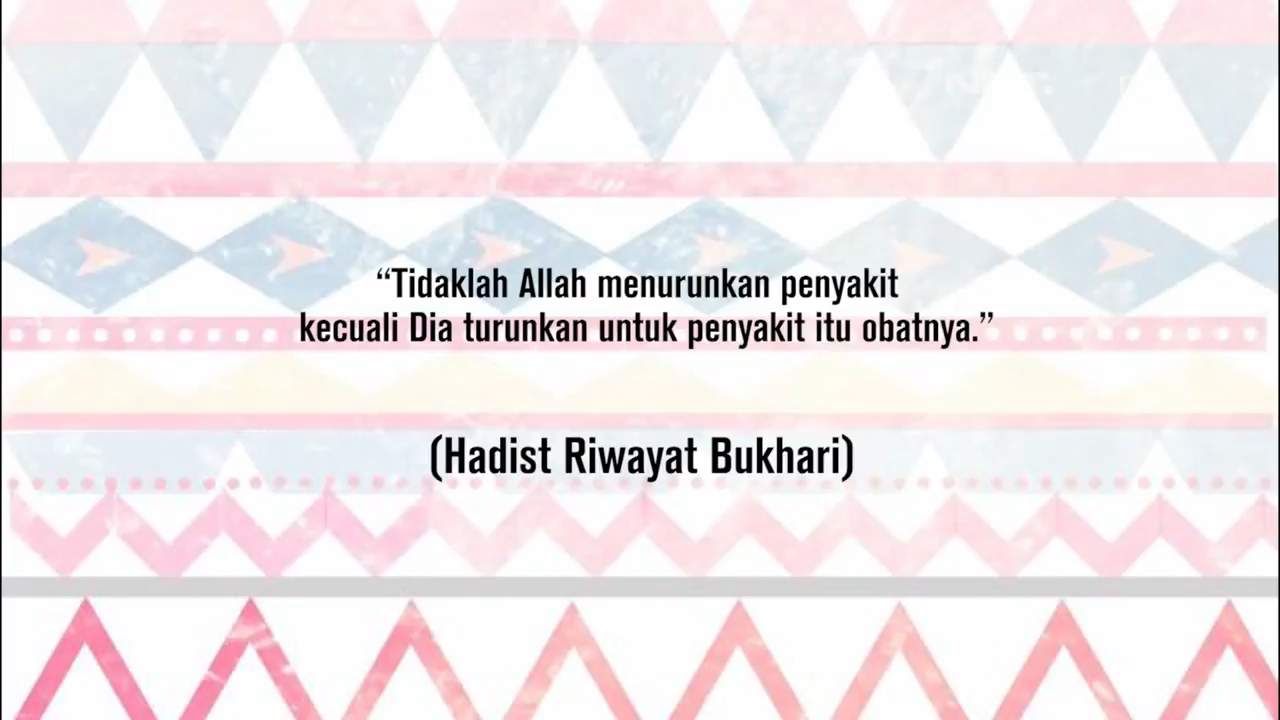 “Tidaklah Allah menurunkan penyakit
kecuali Dia turunkan untuk penyakit itu obatnya.”
(Hadist Riwayat Bukhari)